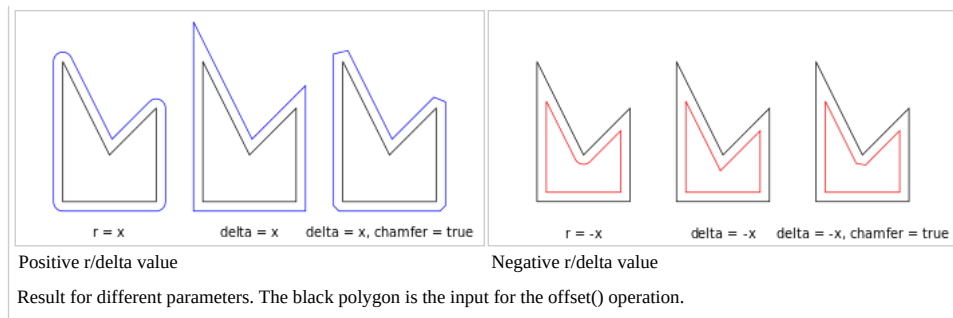 r = x
delta = x
delta = x, chamfer = true
r = -x
delta = -x
delta = -x, chamfer = true
Positive r/delta value
Negative r/delta value
Result for different parameters. The black polygon is the input for the offset() operation.